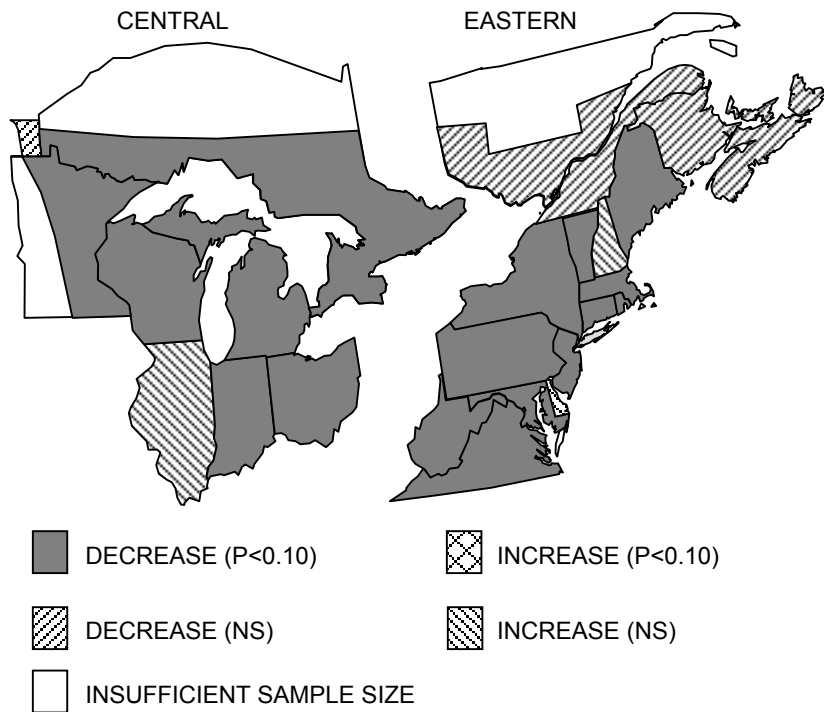 CENTRAL
EASTERN
DECREASE (P<0.10)
INCREASE (P<0.10)
DECREASE (NS)
INCREASE (NS)
INSUFFICIENT SAMPLE SIZE